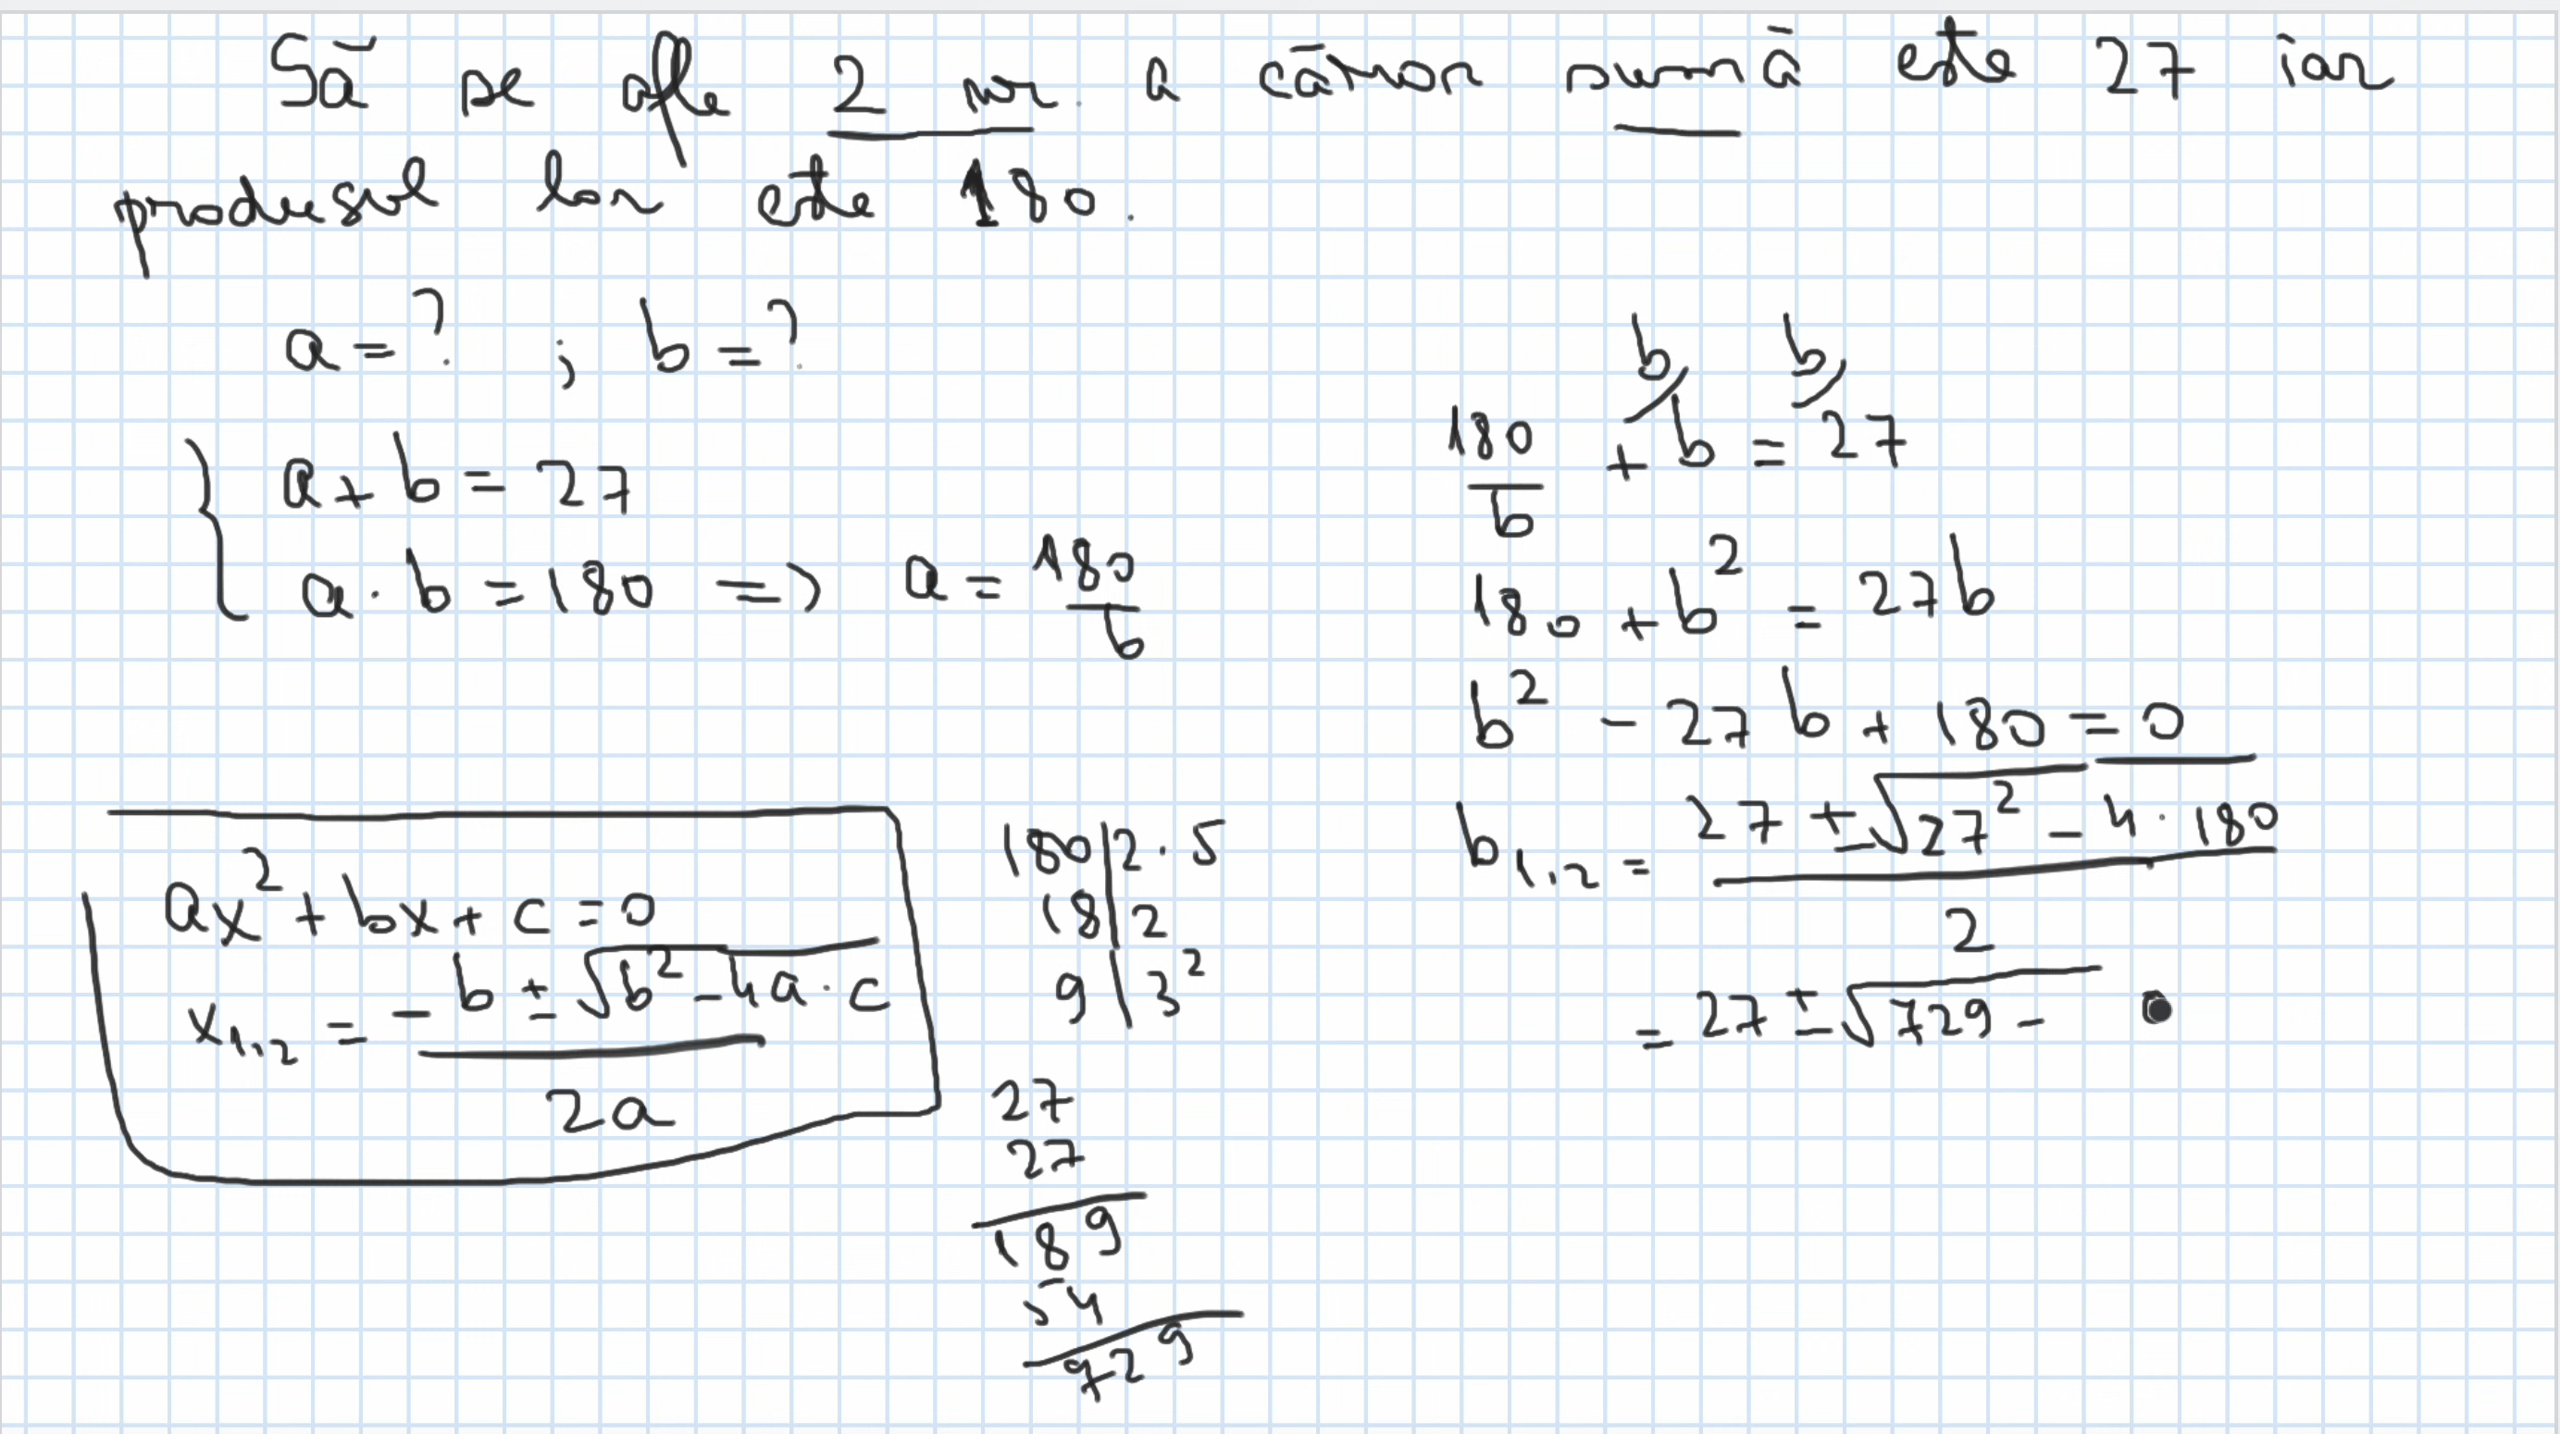 Să se afle 2 nr. a căror sumă este 27 iar
produsul lor este 180.
a = ? ; b = ?
a + b = 27
a · b = 180 => a = 180/b
180/b + b = 27
b b
180 + b² = 27b
b² - 27b + 180 = 0
b₁,₂ = (27 ± √(27² - 4 · 180))/2
= 27 ± √(729 -
ax² + bx + c = 0
x₁,₂ = (-b ± √(b² - 4a · c))/2a
180 | 2 · 5
18 | 2
9 | 3²
27
27
189
54
729